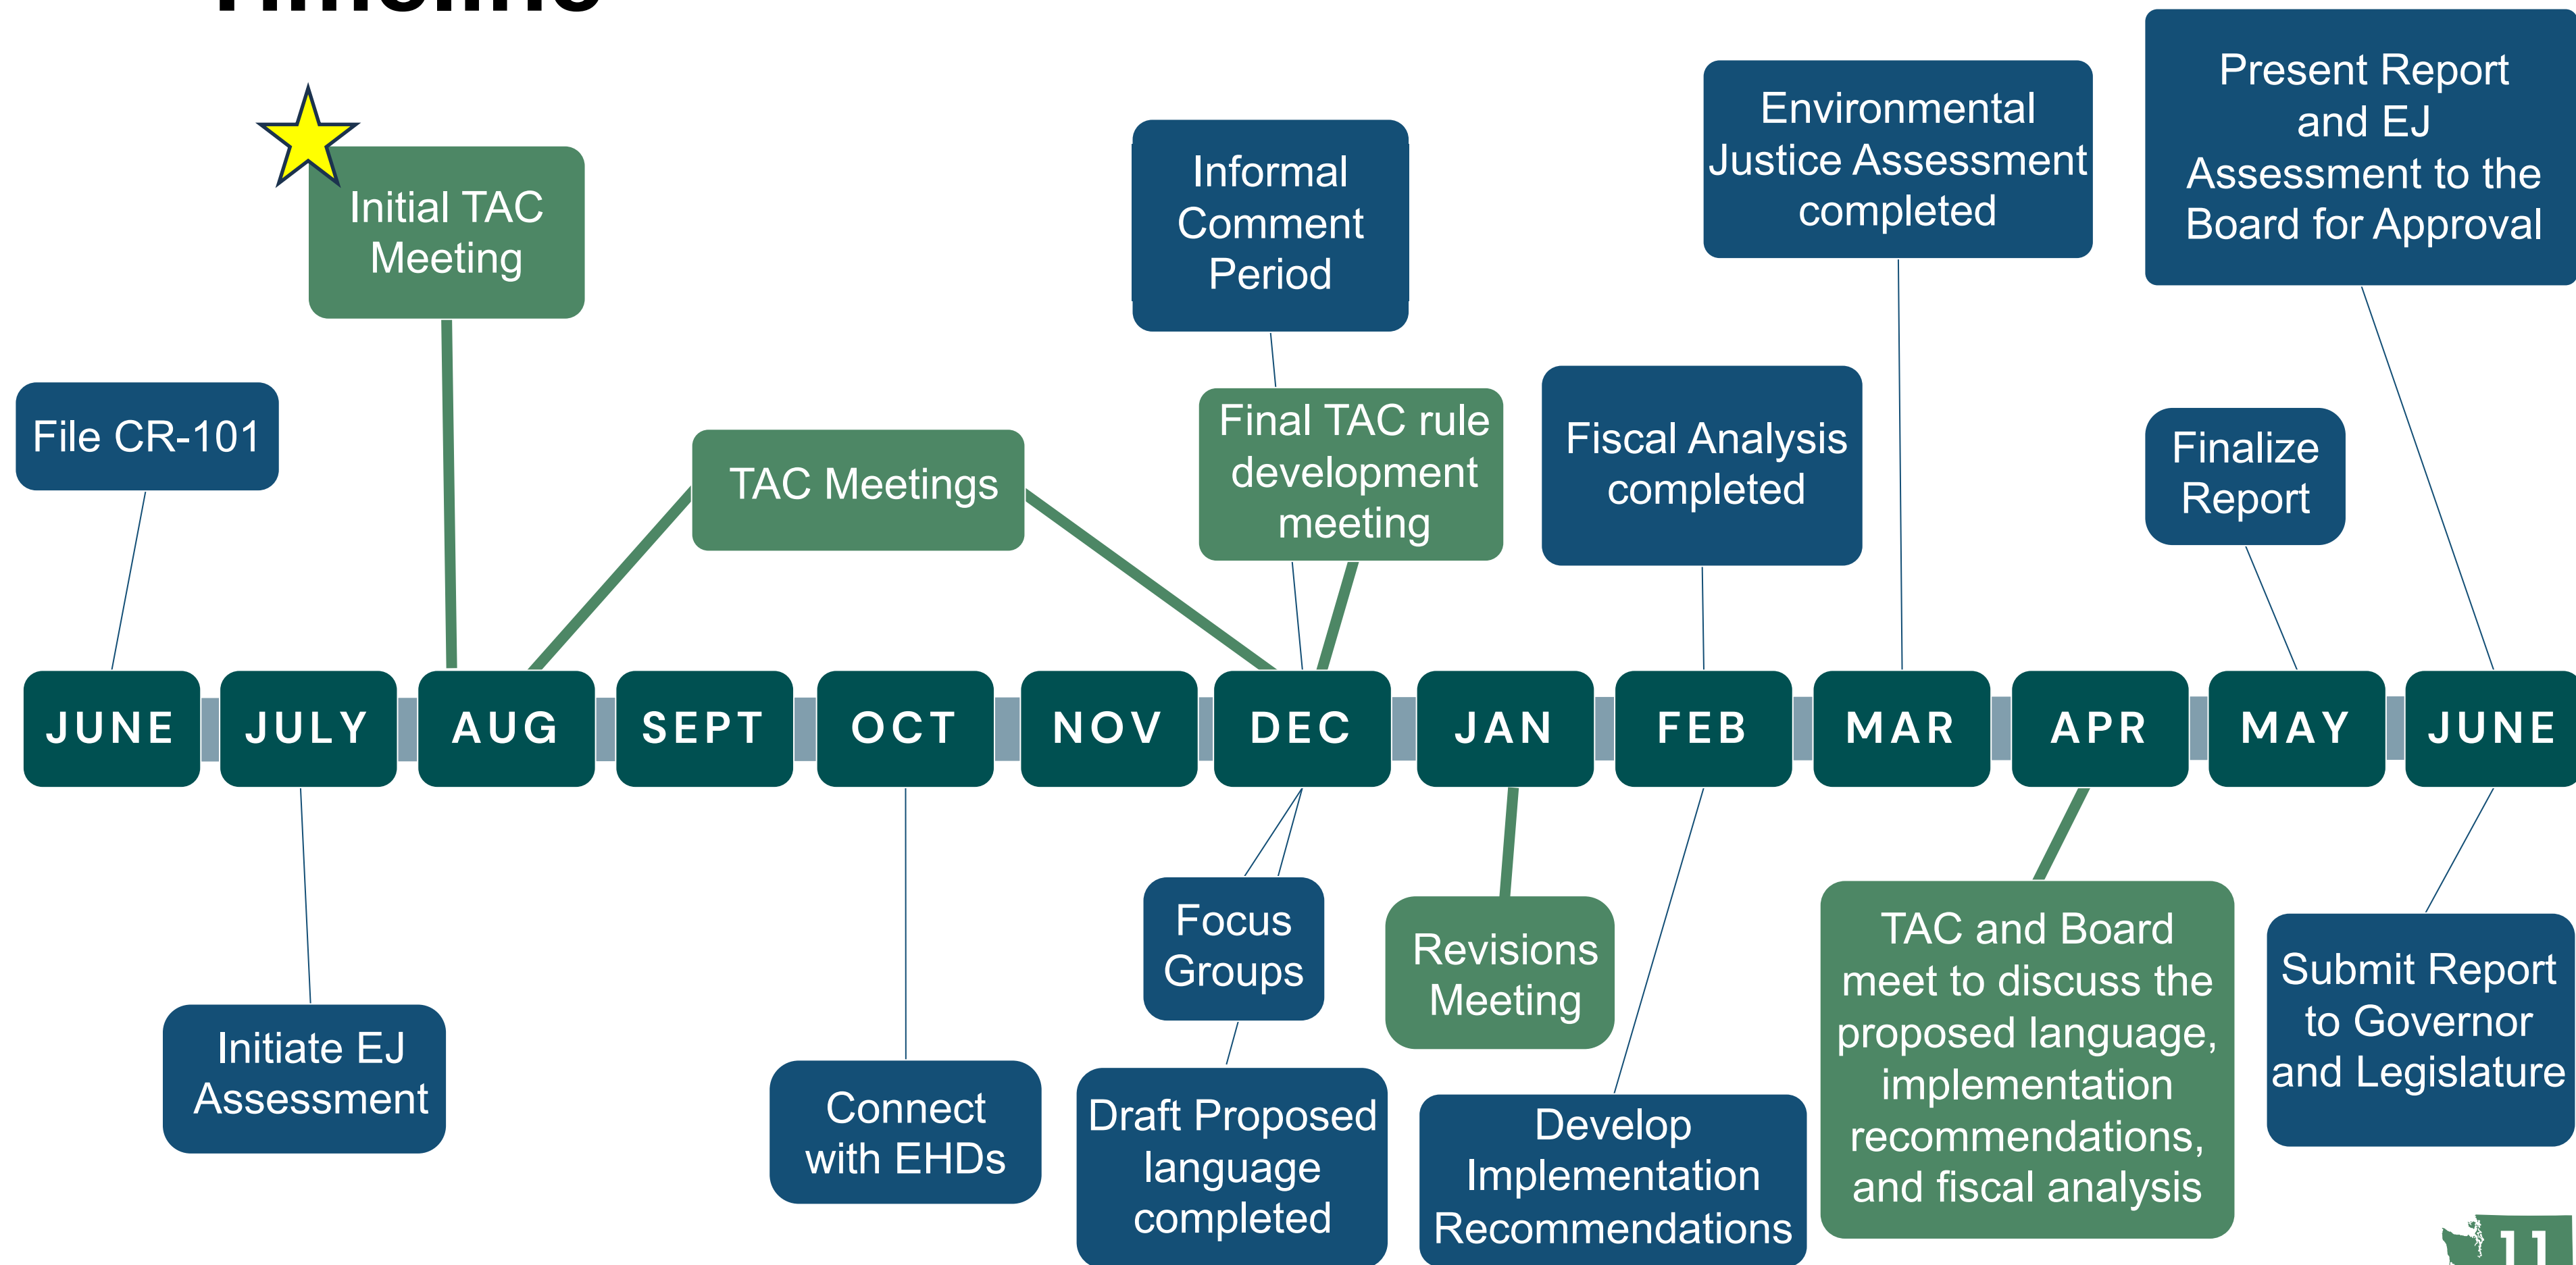 Timeline
Present Report
and EJ
Assessment to the
Board for Approval
Environmental
Justice Assessment
completed
Informal
Comment
Period
Initial TAC
Meeting
File CR-101
TAC Meetings
Final TAC rule
development
meeting
Fiscal Analysis
completed
Finalize
Report
JUNE
JULY
AUG
SEPT
OCT
NOV
DEC
JAN
FEB
MAR
APR
MAY
JUNE
Initiate EJ
Assessment
Connect
with EHDs
Focus
Groups
Draft Proposed
language
completed
Revisions
Meeting
Develop
Implementation
Recommendations
TAC and Board
meet to discuss the
proposed language,
implementation
recommendations,
and fiscal analysis
Submit Report
to Governor
and Legislature
11